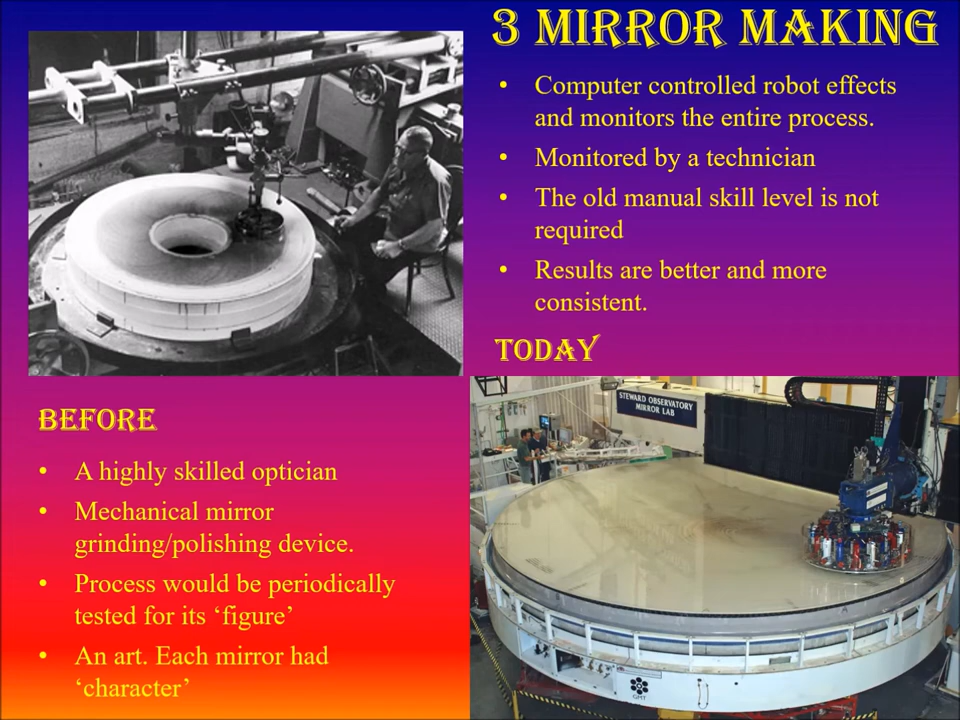 3 MIRROR MAKING
• Computer controlled robot effects
and monitors the entire process.
• Monitored by a technician
• The old manual skill level is not
required
• Results are better and more
consistent.
TODAY
BEFORE
• A highly skilled optician
• Mechanical mirror
grinding/polishing device.
• Process would be periodically
tested for its ‘figure’
• An art. Each mirror had
‘character’
STEWARD OBSERVATORY
MIRROR LAB
GMT